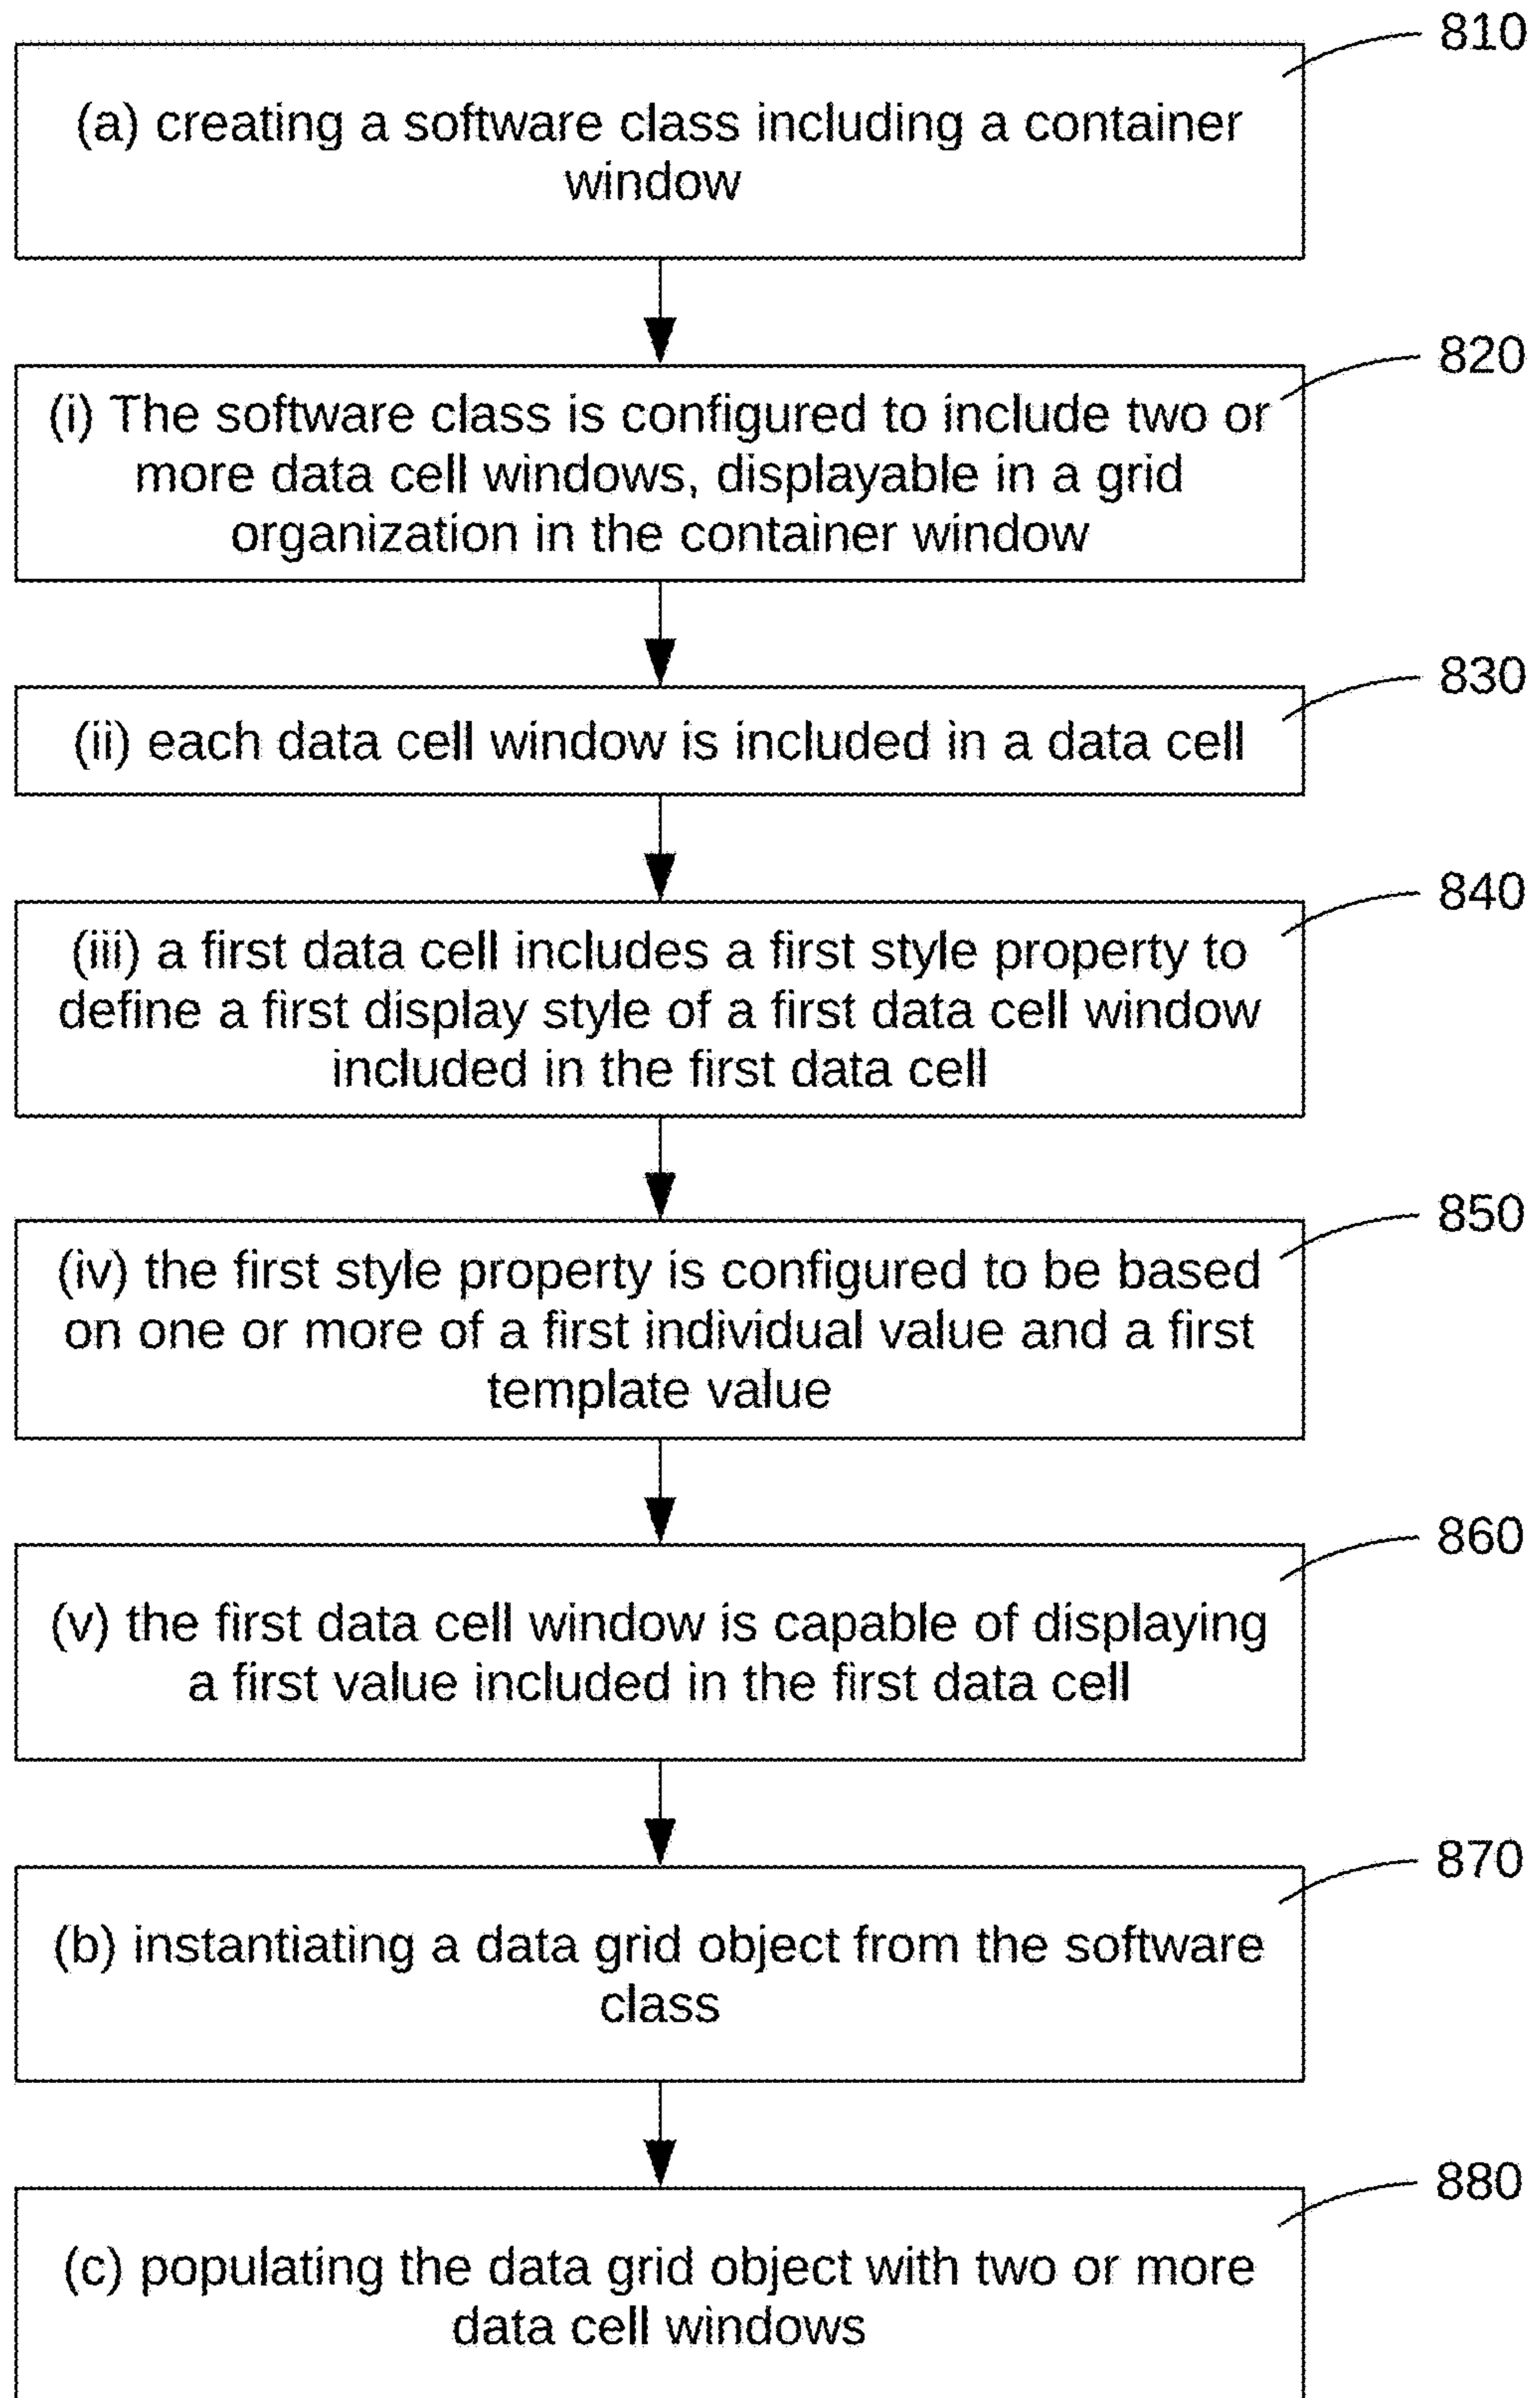 810
(a) creating a software class including a container
window
820
(i) The software class is configured to include two or
more data cell windows, displayable in a grid
organization in the container window
830
(ii) each data cell window is included in a data cell
840
(iii) a first data cell includes a first style property to
define a first display style of a first data cell window
included in the first data cell
850
(iv) the first style property is configured to be based
on one or more of a first individual value and a first
template value
860
(v) the first data cell window is capable of displaying
a first value included in the first data cell
870
(b) instantiating a data grid object from the software
class
880
(c) populating the data grid object with two or more
data cell windows